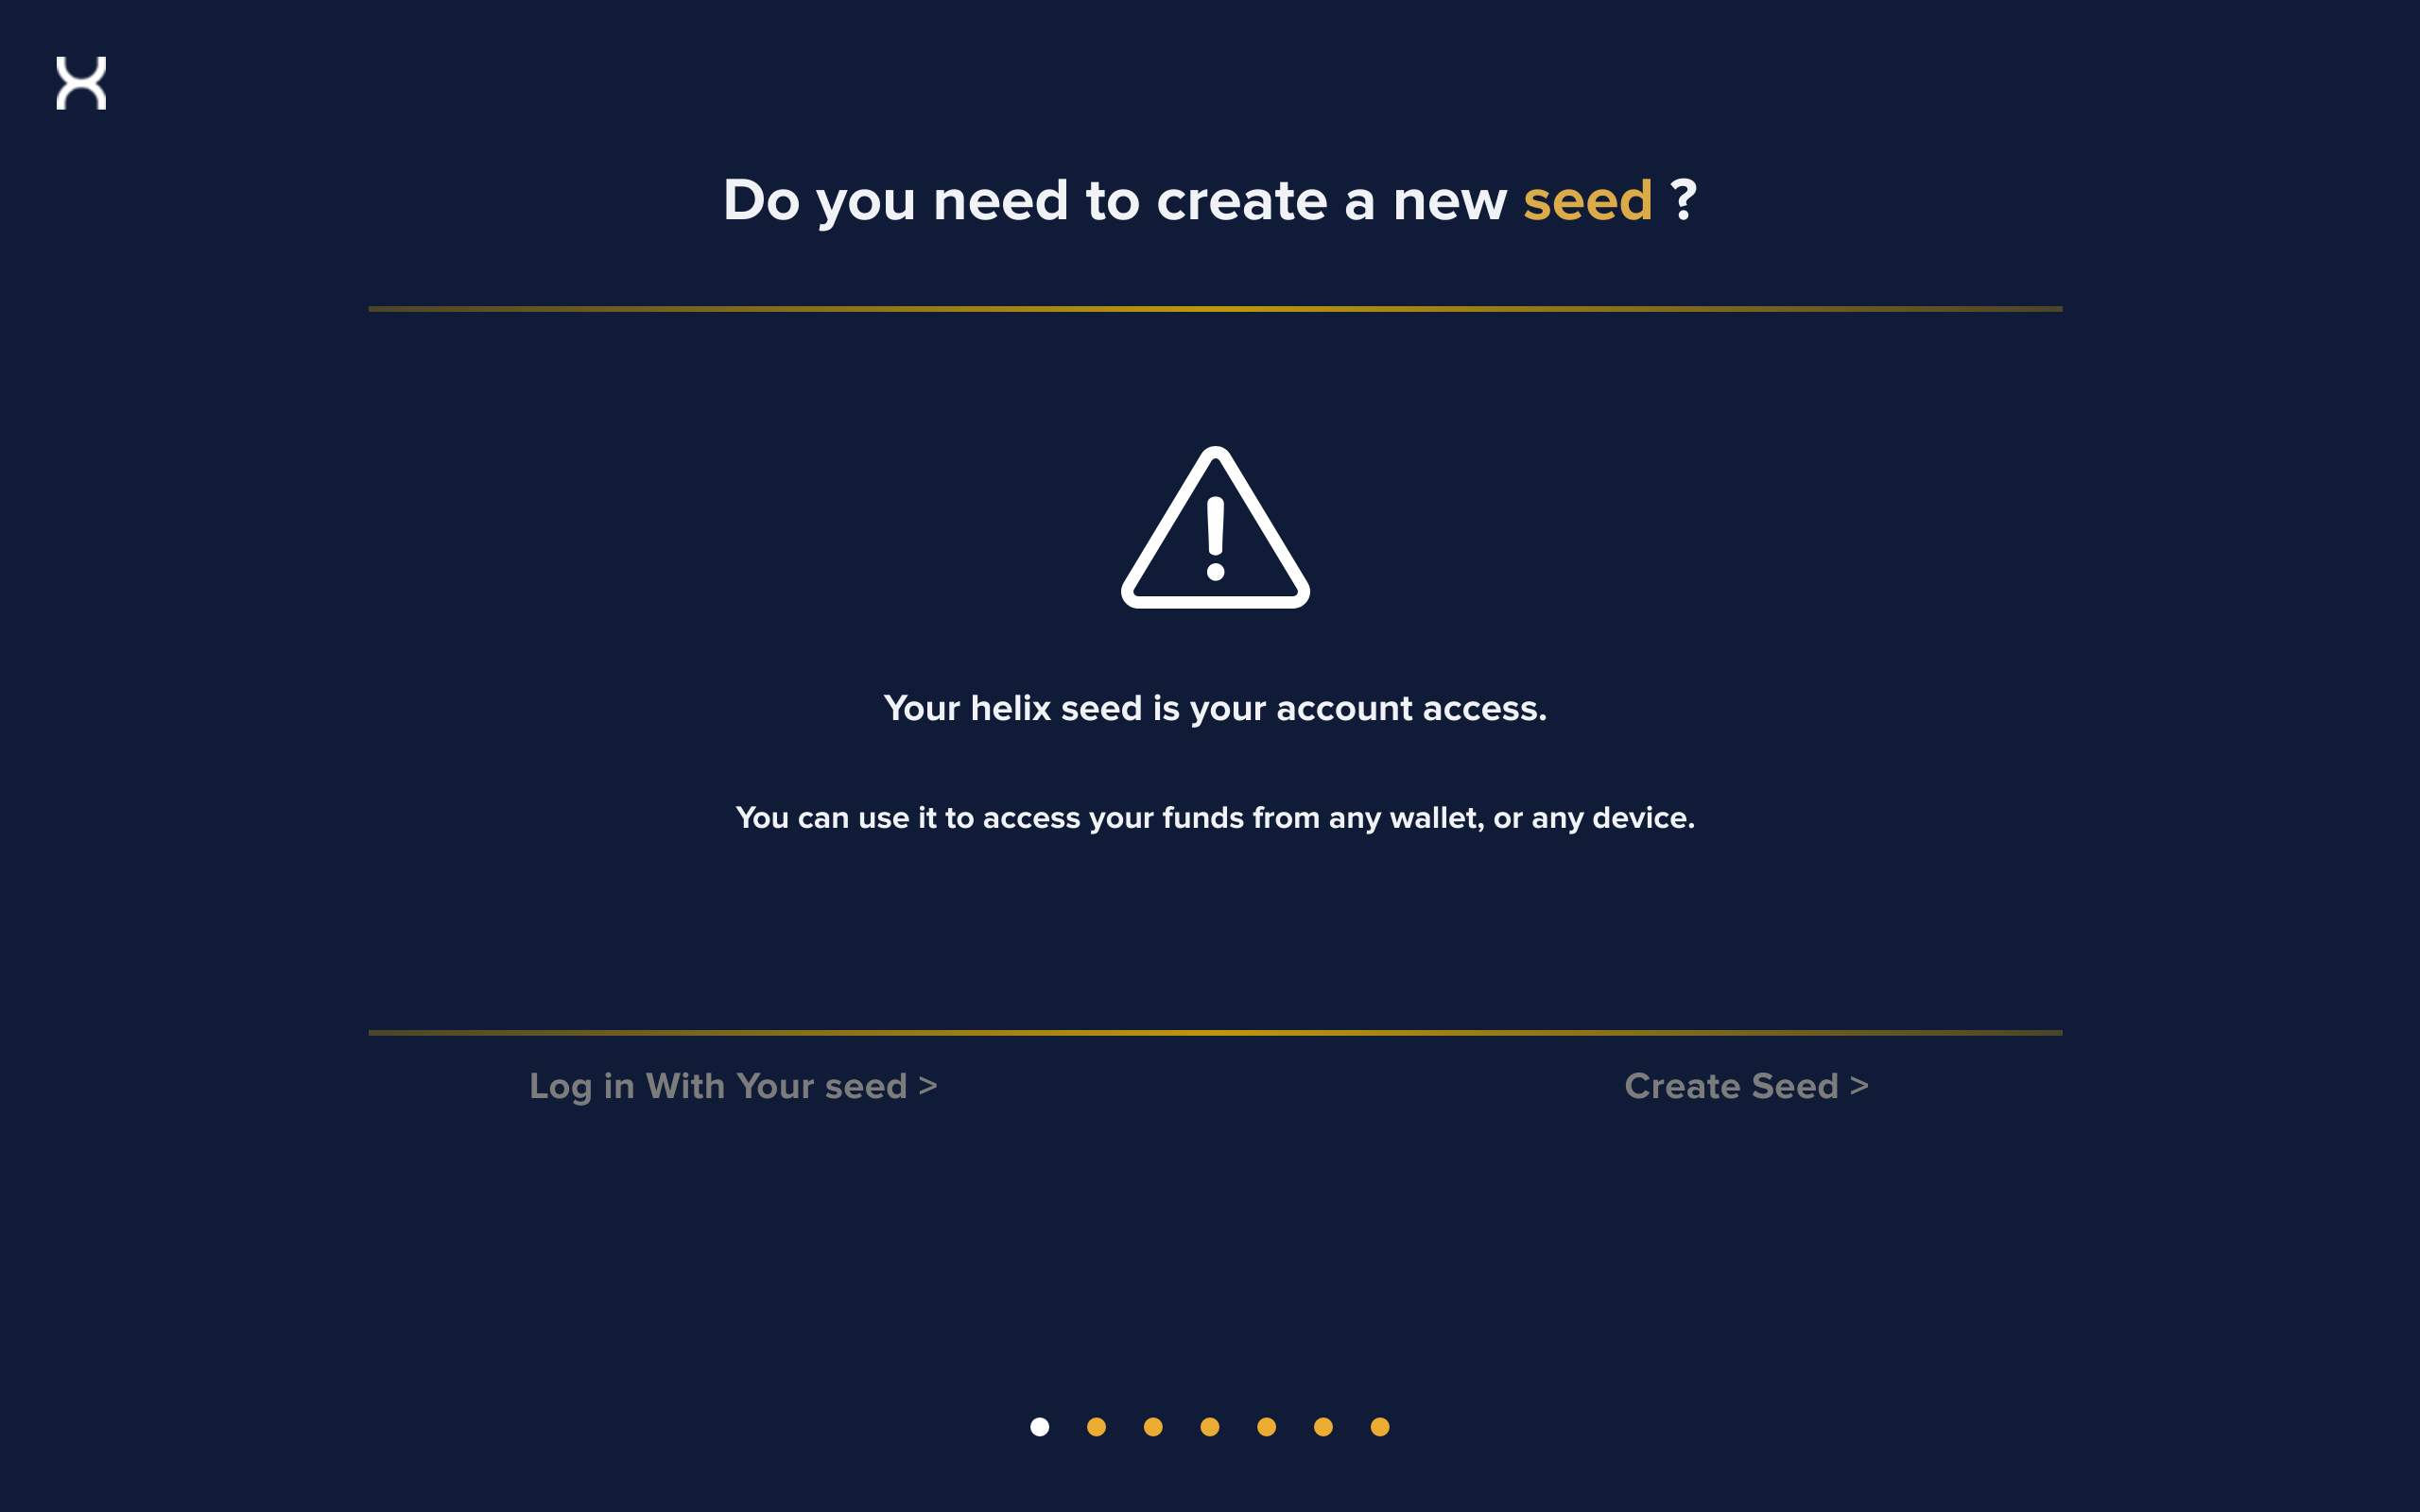 Do you need to create a new seed ?
Your helix seed is your account access.
You can use it to access your funds from any wallet, or any device.
Log in With Your seed >
Create Seed >